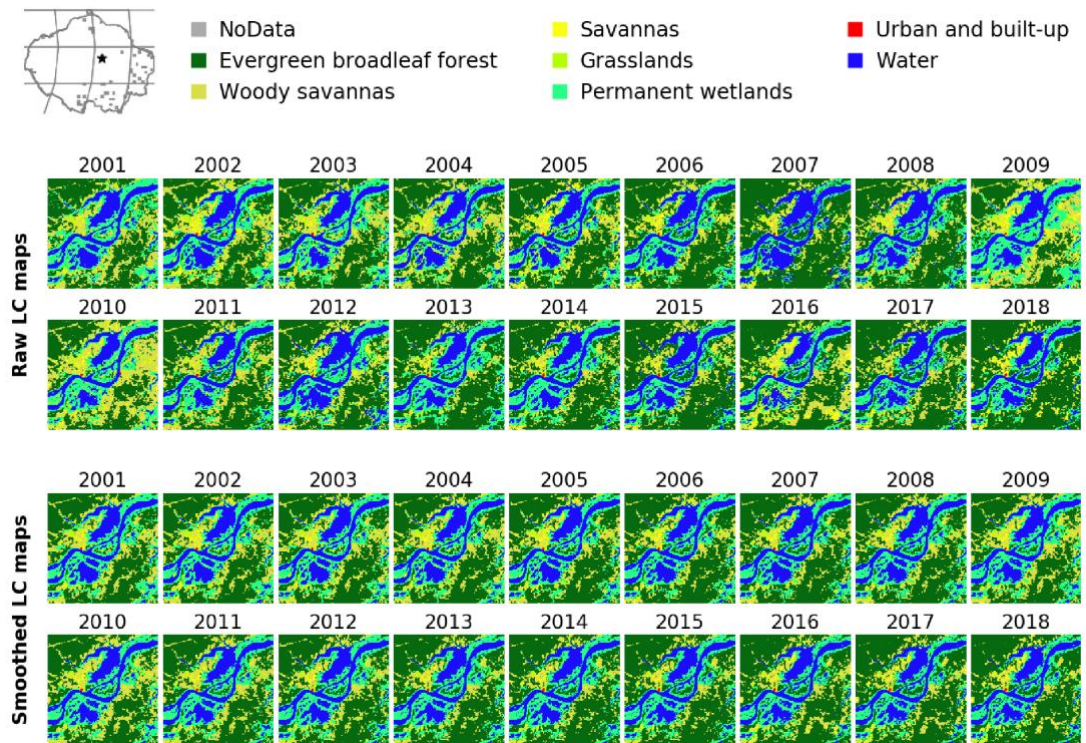 NoData
Savannas
Urban and built-up
Evergreen broadleaf forest
Grasslands
Water
Woody savannas
Permanent wetlands
Raw LC maps
2001 2002 2003 2004 2005 2006 2007 2008 2009
2010 2011 2012 2013 2014 2015 2016 2017 2018
Smoothed LC maps
2001 2002 2003 2004 2005 2006 2007 2008 2009
2010 2011 2012 2013 2014 2015 2016 2017 2018